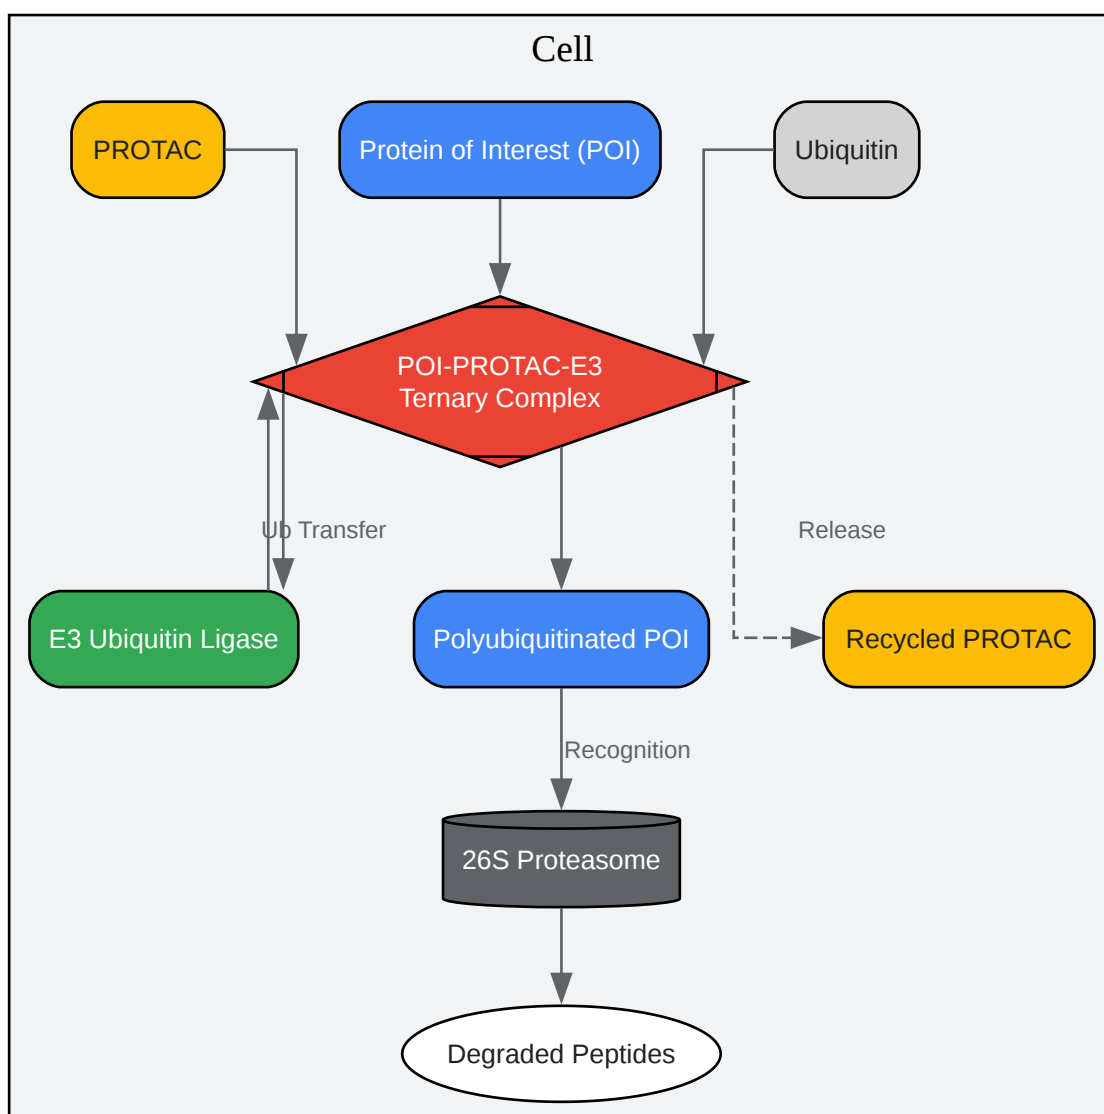 Cell
PROTAC
Protein of Interest (POI)
Ubiquitin
POI-PROTAC-E3
Ternary Complex
Ub Transfer
Release
E3 Ubiquitin Ligase
Polyubiquitinated POI
Recycled PROTAC
Recognition
26S Proteasome
Degraded Peptides